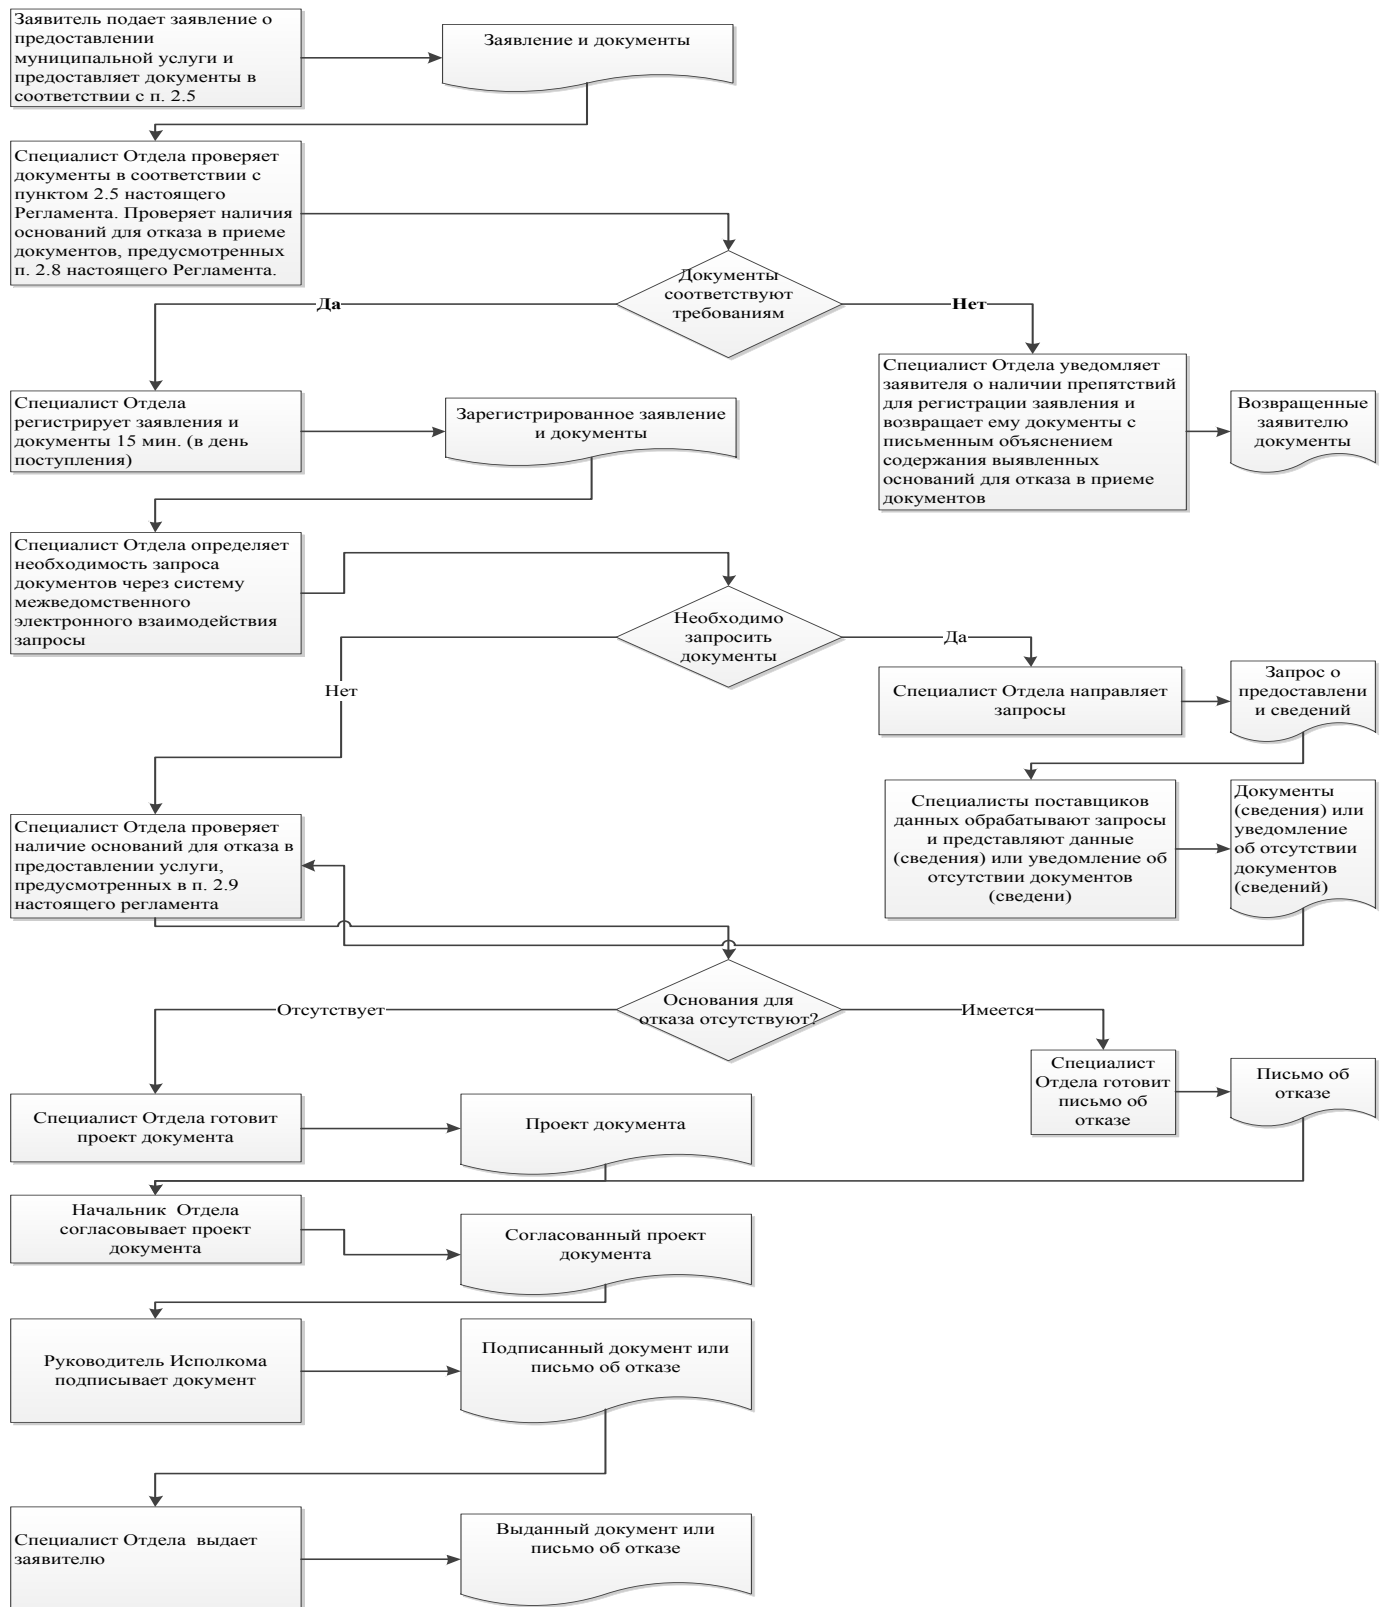 Заявитель подает заявление о
предоставлении
муниципальной услуги и
предоставляет документы в
соответствии с п. 2.5
Заявление и документы
Специалист Отдела проверяет
документы в соответствии с
пунктом 2.5 настоящего
Регламента. Проверяет наличия
оснований для отказа в приеме
документов, предусмотренных
п. 2.8 настоящего Регламента.
Документы
соответствуют
требованиям
Да
Нет
Специалист Отдела
регистрирует заявления и
документы 15 мин. (в день
поступления)
Зарегистрированное заявление
и документы
Специалист Отдела уведомляет
заявителя о наличии препятствий
для регистрации заявления и
возвращает ему документы с
письменным объяснением
содержания выявленных
оснований для отказа в приеме
документов
Возвращенные
заявителю
документы
Специалист Отдела определяет
необходимость запроса
документов через систему
межведомственного
электронного взаимодействия
запросы
Необходимо
запросить
документы
Да
Нет
Специалист Отдела направляет
запросы
Запрос о
предоставлени
и сведений
Специалисты поставщиков
данных обрабатывают запросы
и представляют данные
(сведения) или уведомление об
отсутствии документов
(сведени)
Документы
(сведения) или
уведомление
об отсутствии
документов
(сведений)
Специалист Отдела проверяет
наличие оснований для отказа в
предоставлении услуги,
предусмотренных в п. 2.9
настоящего регламента
Основания для
отказа отсутствуют?
Отсутствует
Имеется
Специалист
Отдела готовит
письмо об
отказе
Письмо об
отказе
Специалист Отдела готовит
проект документа
Проект документа
Начальник  Отдела
согласовывает проект
документа
Согласованный проект
документа
Руководитель Исполкома
подписывает документ
Подписанный документ или
письмо об отказе
Специалист Отдела  выдает
заявителю
Выданный документ или
письмо об отказе